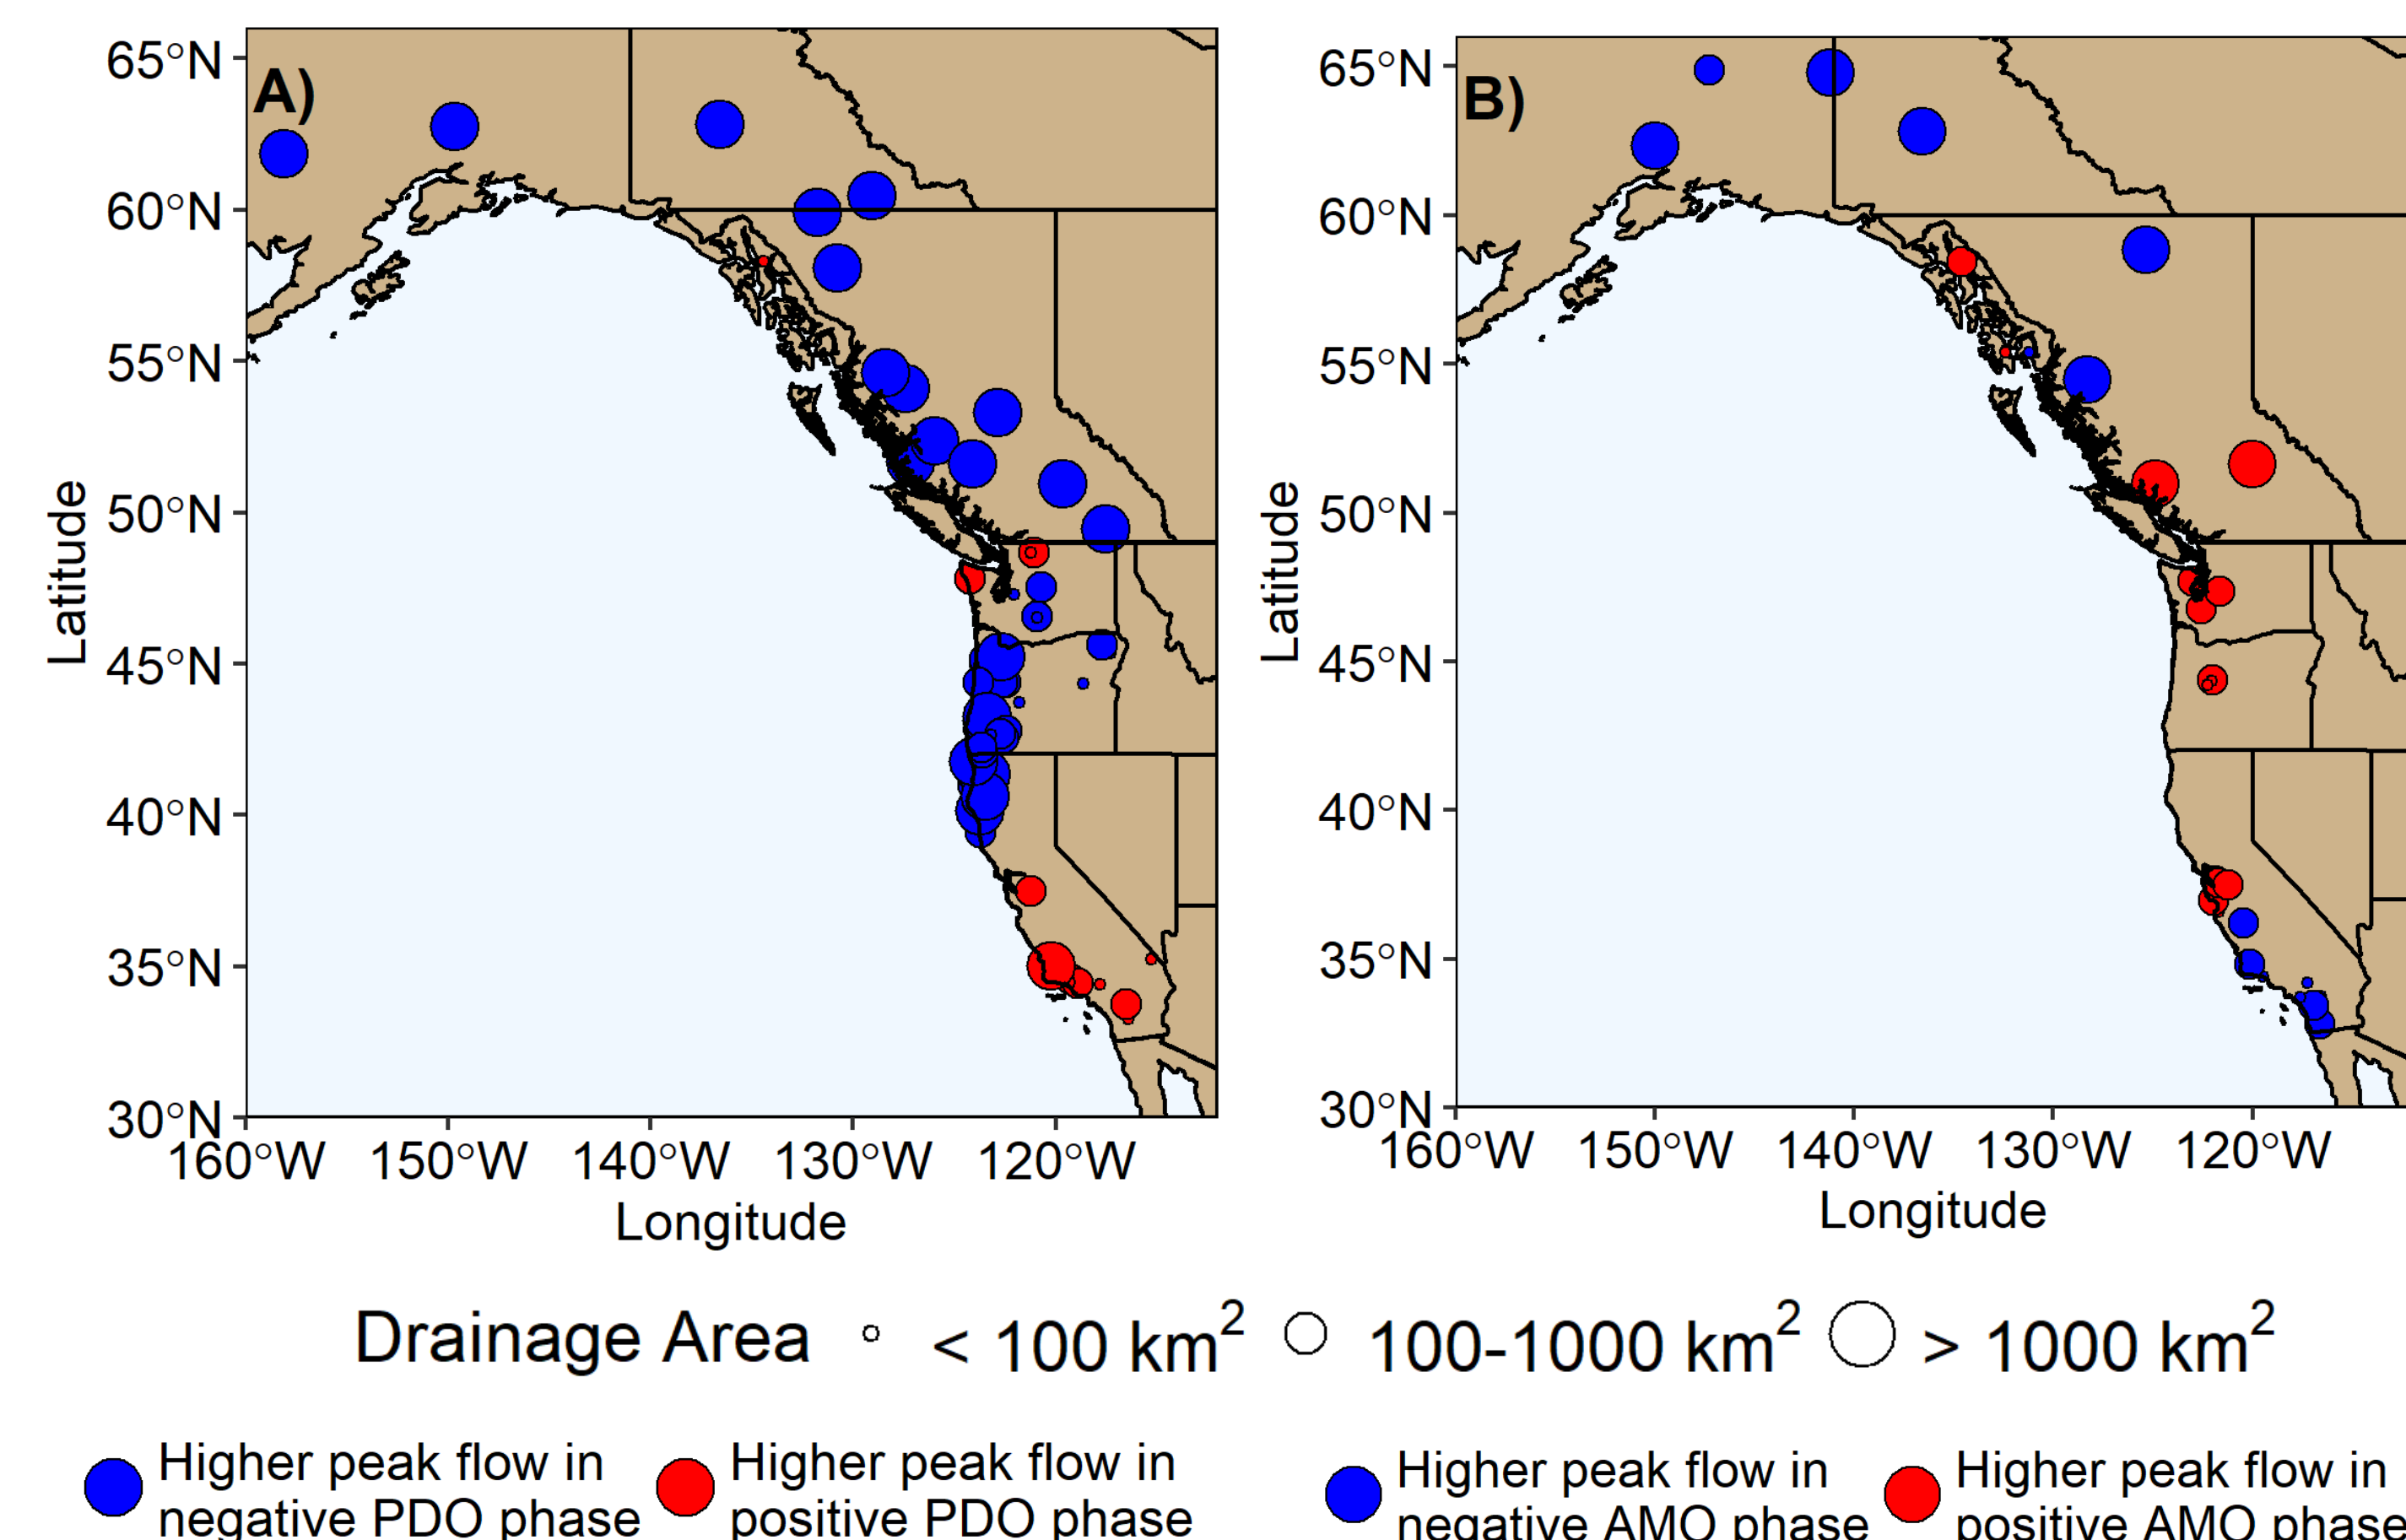 A)
65°N
60°N
55°N
50°N
45°N
40°N
35°N
30°N
Latitude
160°W 150°W 140°W 130°W 120°W
Longitude
B)
65°N
60°N
55°N
50°N
45°N
40°N
35°N
30°N
Latitude
160°W 150°W 140°W 130°W 120°W
Longitude
Drainage Area < 100 km² 100-1000 km² > 1000 km²
Higher peak flow in
negative PDO phase
Higher peak flow in
positive PDO phase
Higher peak flow in
negative AMO phase
Higher peak flow in
positive AMO phase